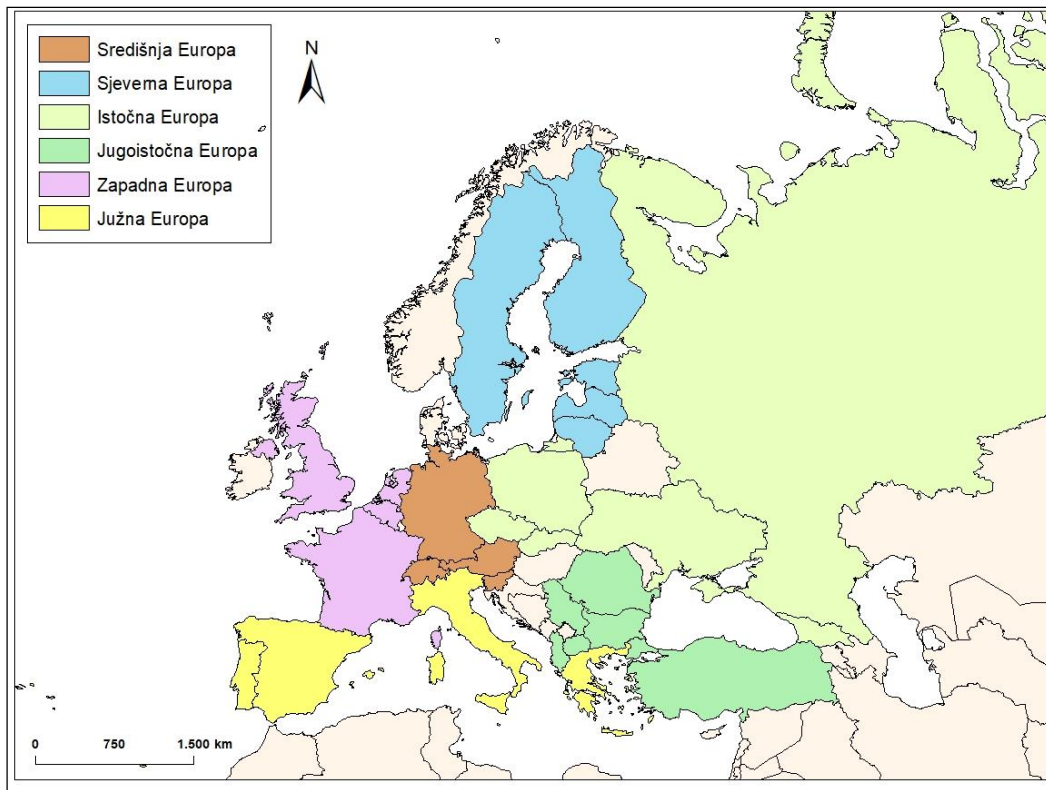 Središnja Europa
Sjeverna Europa
Istočna Europa
Jugoistočna Europa
Zapadna Europa
Južna Europa
N
0 750 1.500 km